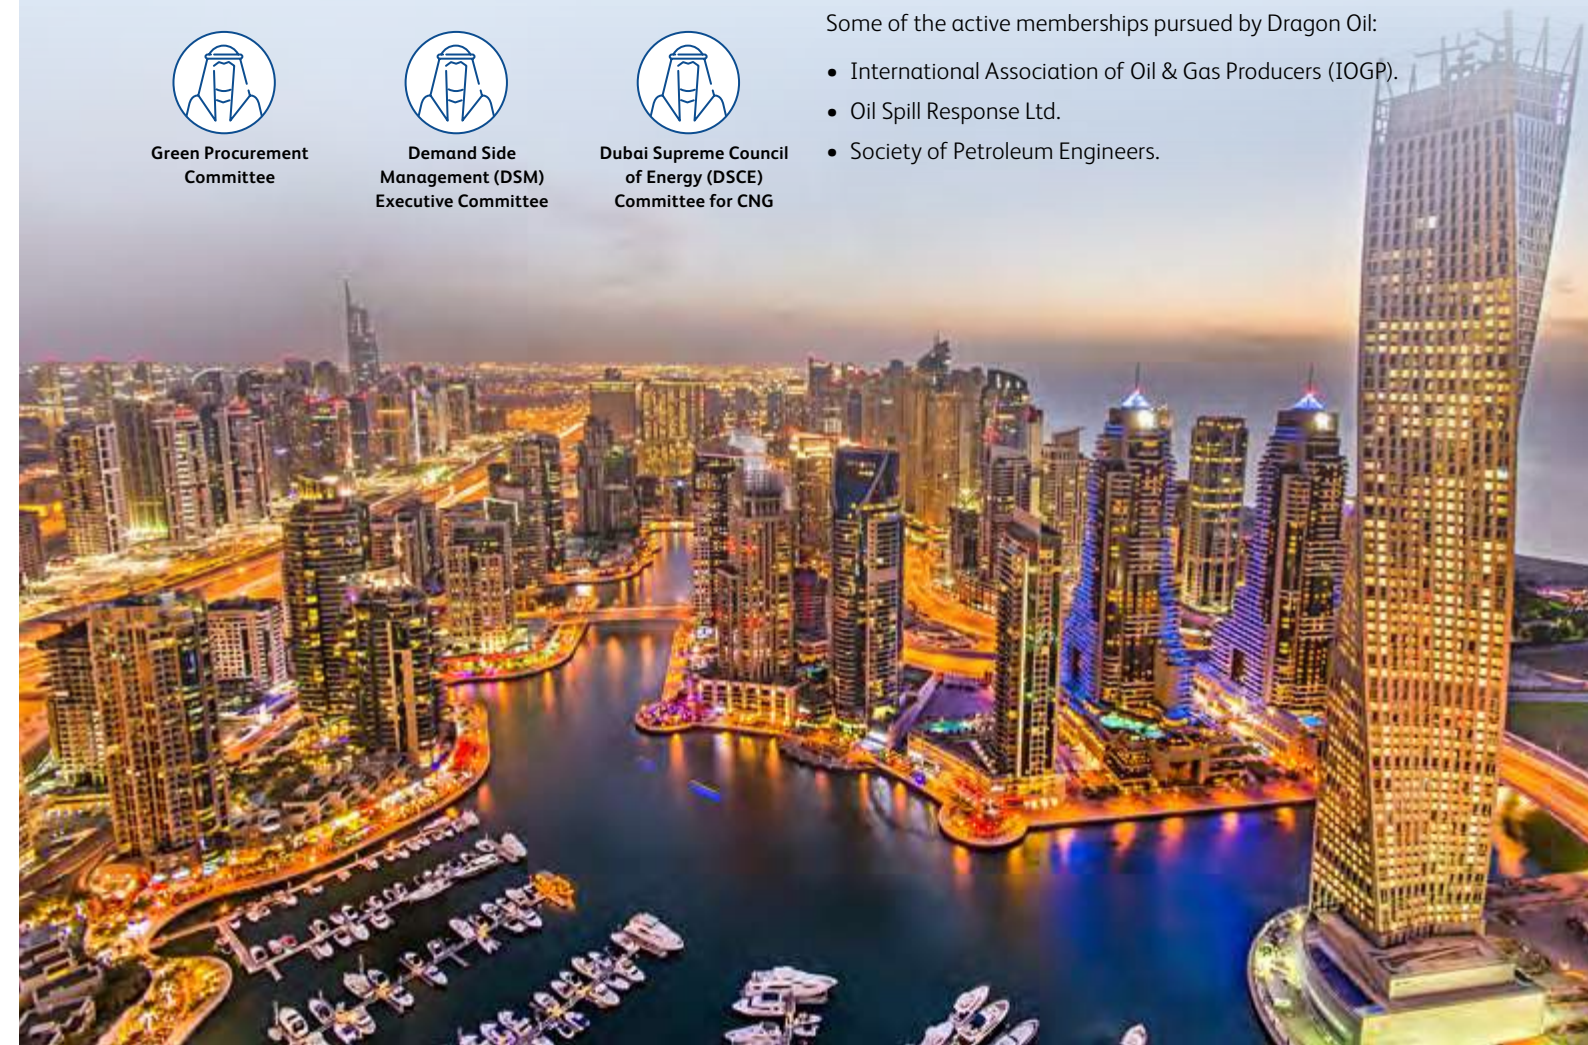 Green Procurement
Committee
Demand Side
Management (DSM)
Executive Committee
Dubai Supreme Council
of Energy (DSCE)
Committee for CNG
Some of the active memberships pursued by Dragon Oil:
• International Association of Oil & Gas Producers (IOGP).
• Oil Spill Response Ltd.
• Society of Petroleum Engineers.